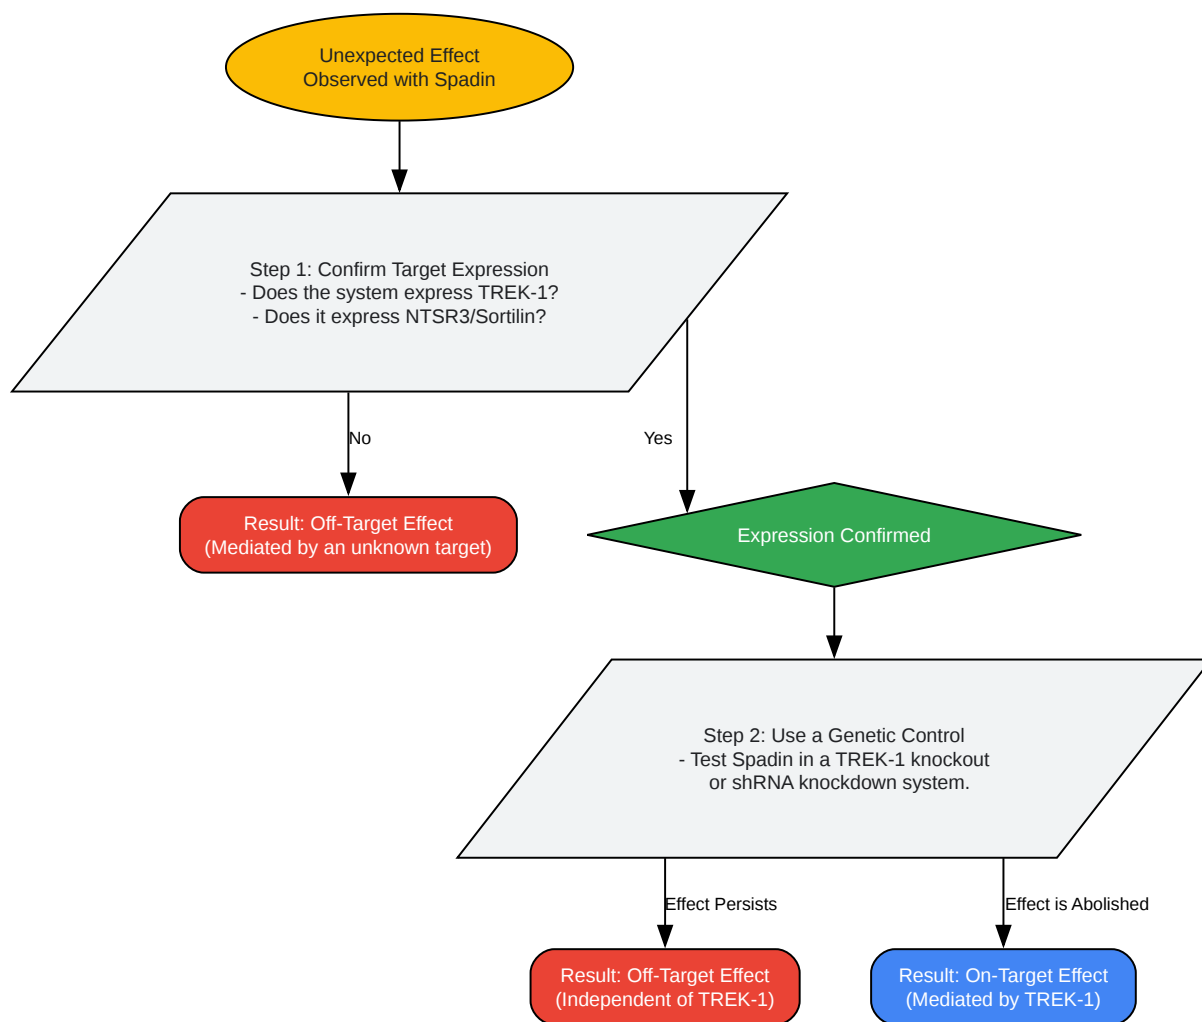 Unexpected Effect
Observed with Spadin
Step 1: Confirm Target Expression
- Does the system express TREK-1?
- Does it express NTSR3/Sortilin?
No
Yes
Result: Off-Target Effect
(Mediated by an unknown target)
Expression Confirmed
Step 2: Use a Genetic Control
- Test Spadin in a TREK-1 knockout
or shRNA knockdown system.
Effect Persists
Effect is Abolished
Result: Off-Target Effect
(Independent of TREK-1)
Result: On-Target Effect
(Mediated by TREK-1)